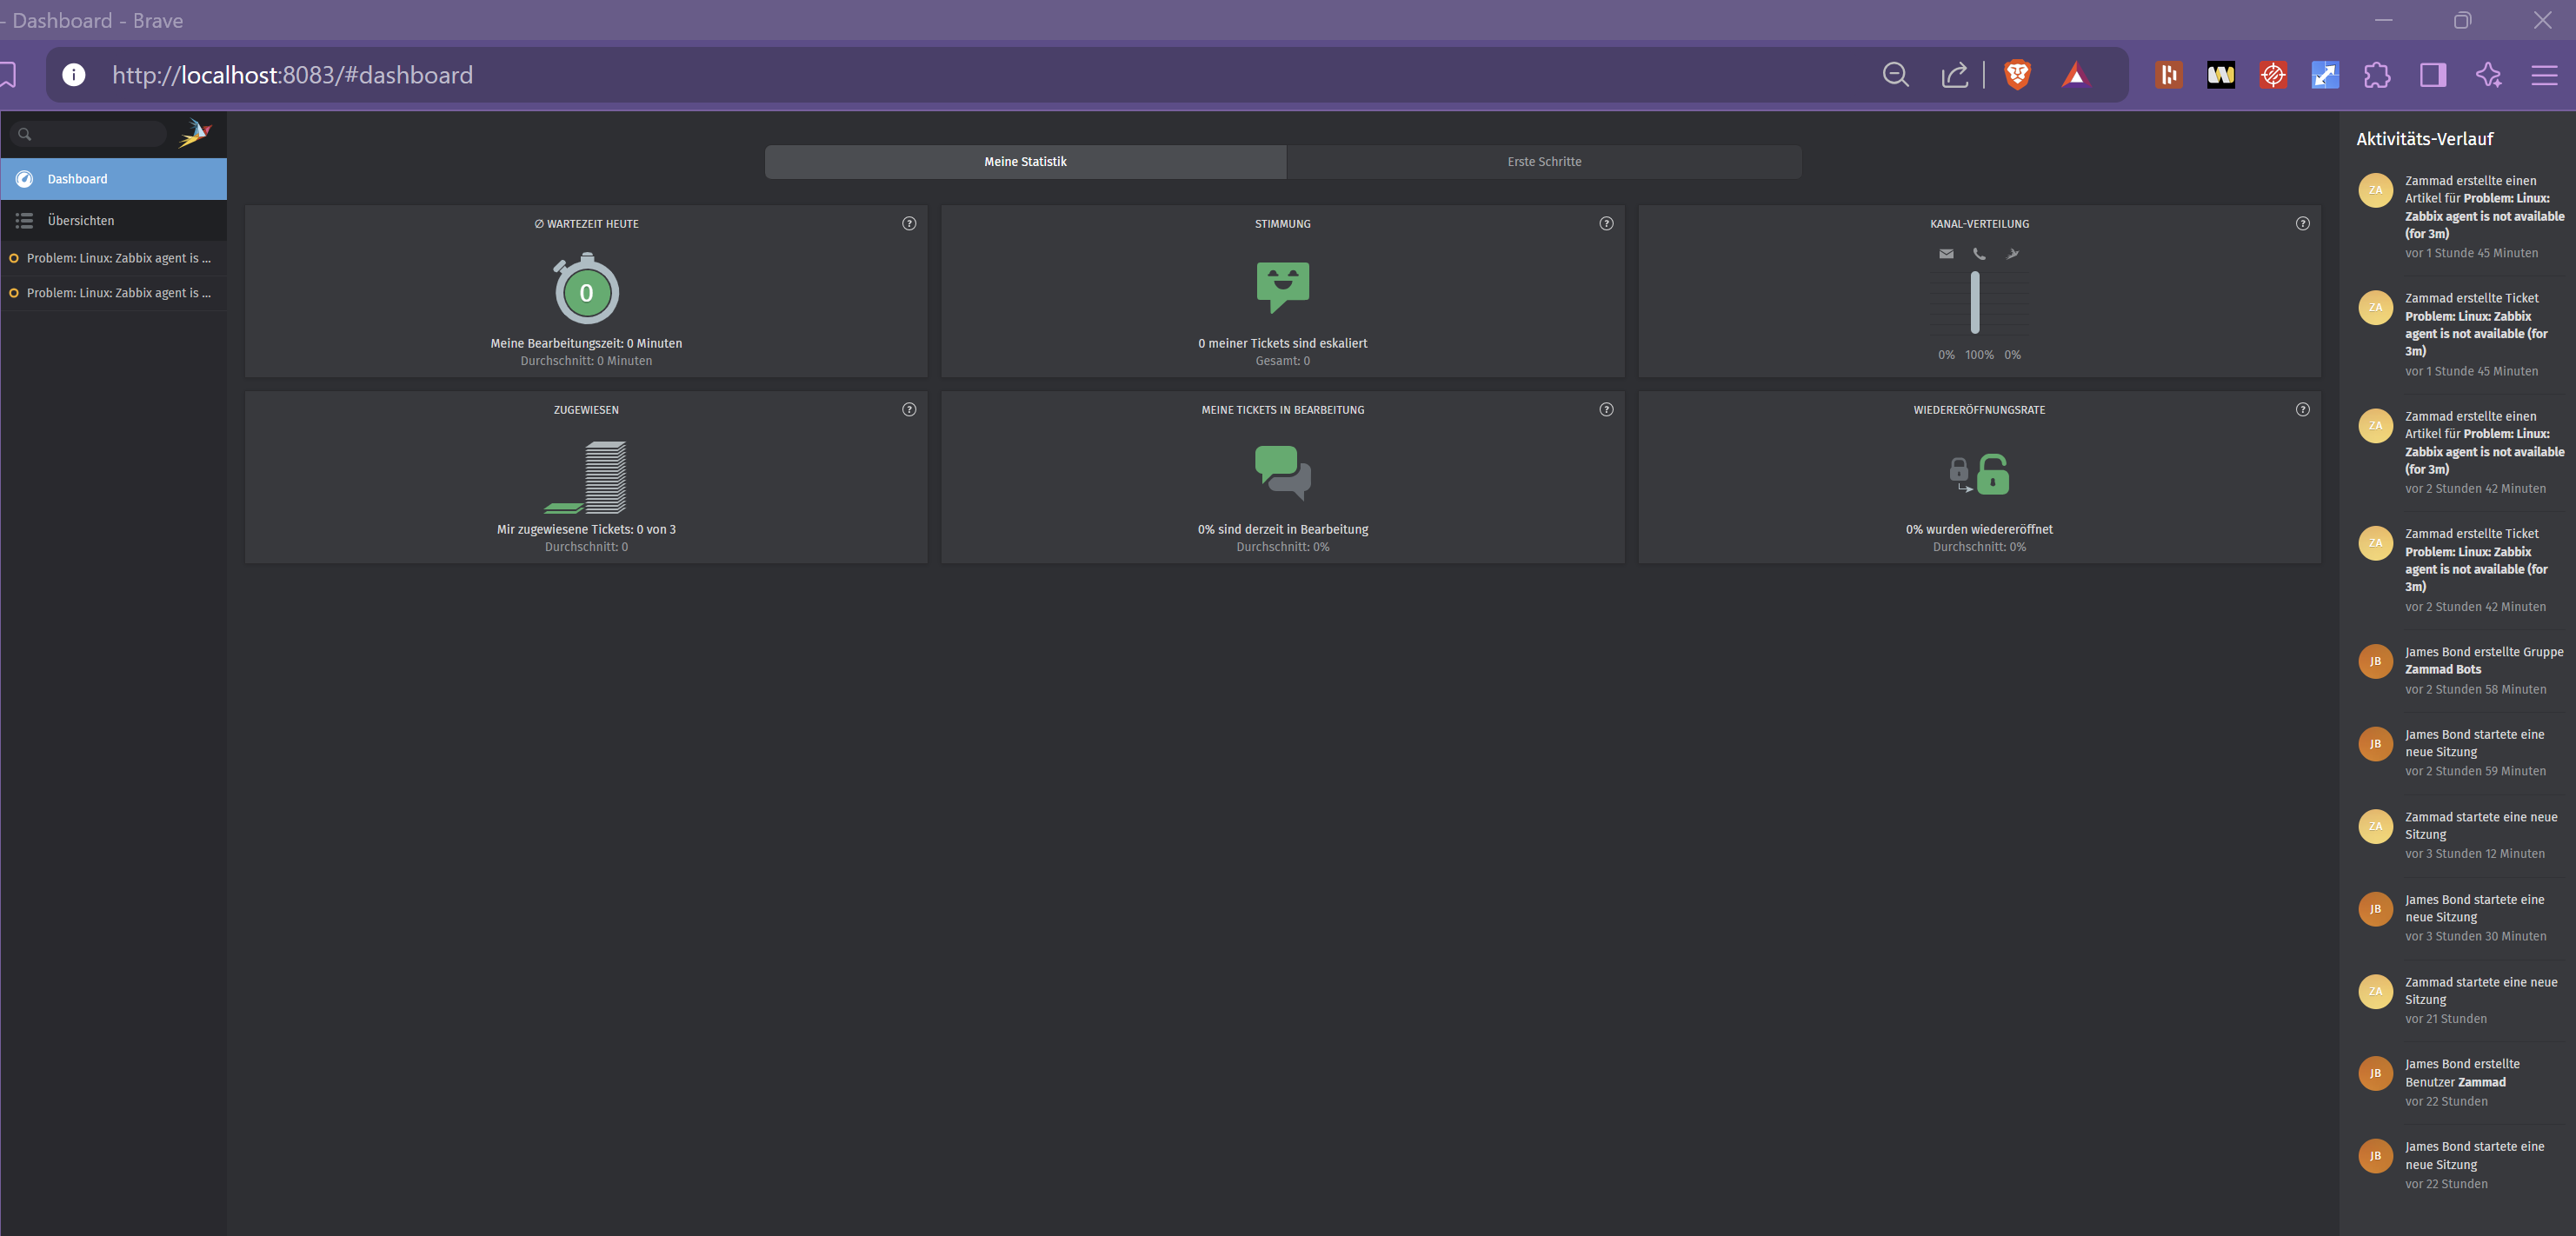 - Dashboard - Brave
http://localhost:8083/#dashboard
Dashboard
Übersichten
Problem: Linux: Zabbix agent is ...
Problem: Linux: Zabbix agent is ...
Meine Statistik
Erste Schritte
∅ WARTEZEIT HEUTE
?
0
Meine Bearbeitungszeit: 0 Minuten
Durchschnitt: 0 Minuten
STIMMUNG
?
0 meiner Tickets sind eskaliert
Gesamt: 0
KANAL-VERTEILUNG
?
0% 100% 0%
ZUGEWIESEN
?
Mir zugewiesene Tickets: 0 von 3
Durchschnitt: 0
MEINE TICKETS IN BEARBEITUNG
?
0% sind derzeit in Bearbeitung
Durchschnitt: 0%
WIEDERERÖFFNUNGSRATE
?
0% wurden wiedereröffnet
Durchschnitt: 0%
Aktivitäts-Verlauf
ZA
Zammad erstellte einen
Artikel für Problem: Linux:
Zabbix agent is not available
(for 3m)
vor 1 Stunde 45 Minuten
ZA
Zammad erstellte Ticket
Problem: Linux: Zabbix
agent is not available (for
3m)
vor 1 Stunde 45 Minuten
ZA
Zammad erstellte einen
Artikel für Problem: Linux:
Zabbix agent is not available
(for 3m)
vor 2 Stunden 42 Minuten
ZA
Zammad erstellte Ticket
Problem: Linux: Zabbix
agent is not available (for
3m)
vor 2 Stunden 42 Minuten
JB
James Bond erstellte Gruppe
Zammad Bots
vor 2 Stunden 58 Minuten
JB
James Bond startete eine
neue Sitzung
vor 2 Stunden 59 Minuten
ZA
Zammad startete eine neue
Sitzung
vor 3 Stunden 12 Minuten
JB
James Bond startete eine
neue Sitzung
vor 3 Stunden 30 Minuten
ZA
Zammad startete eine neue
Sitzung
vor 21 Stunden
JB
James Bond erstellte
Benutzer Zammad
vor 22 Stunden
JB
James Bond startete eine
neue Sitzung
vor 22 Stunden